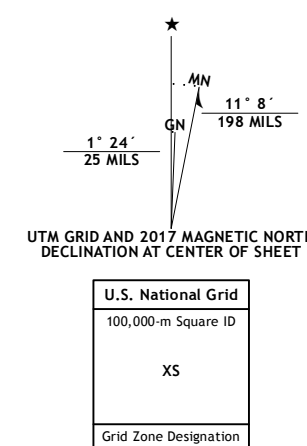 MN
GN
11° 8´
198 MILS
1° 24´
25 MILS
UTM GRID AND 2017 MAGNETIC NORTH
DECLINATION AT CENTER OF SHEET
U.S. National Grid
100,000-m Square ID
XS
Grid Zone Designation